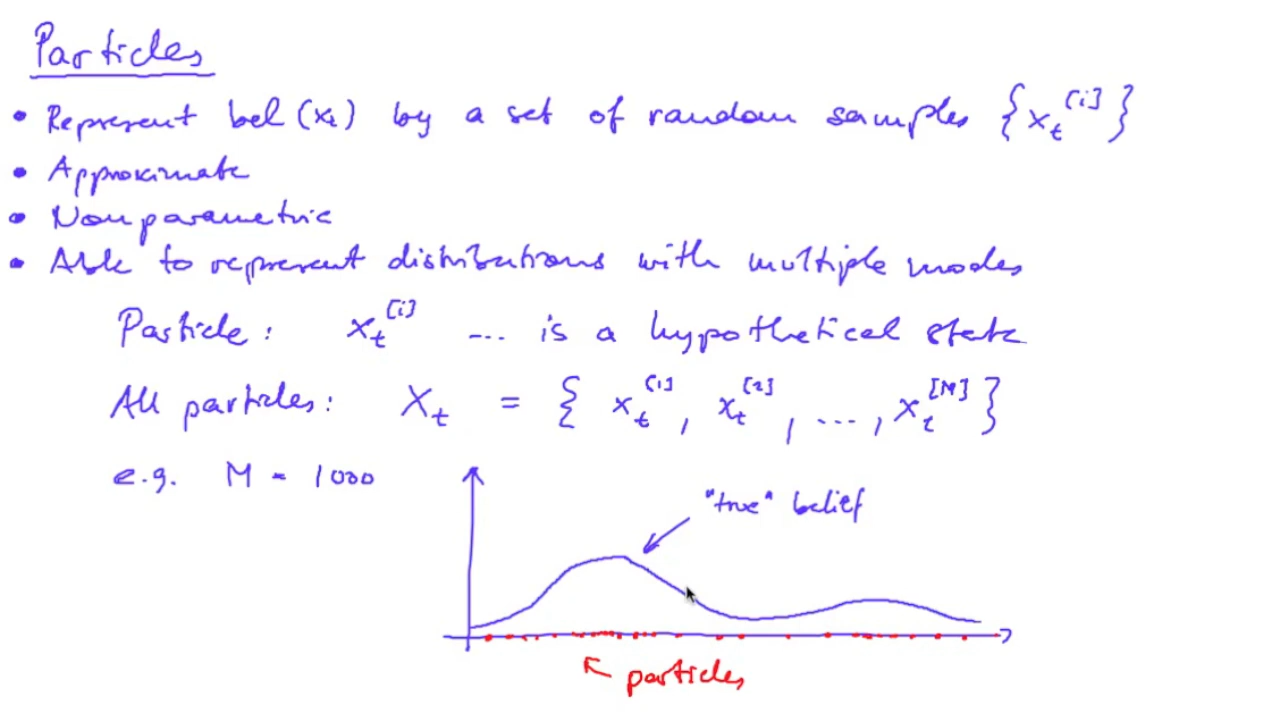 Particles
• Represent bel(xₜ) by a set of random samples {xₜ^[i]}
• Approximate
• Nonparametric
• Able to represent distributions with multiple modes
Particle: xₜ^[i] ... is a hypothetical state
All particles: Xₜ = { xₜ^[1], xₜ^[2], ..., xₜ^[M] }
e.g. M = 1000
"true" belief
particles